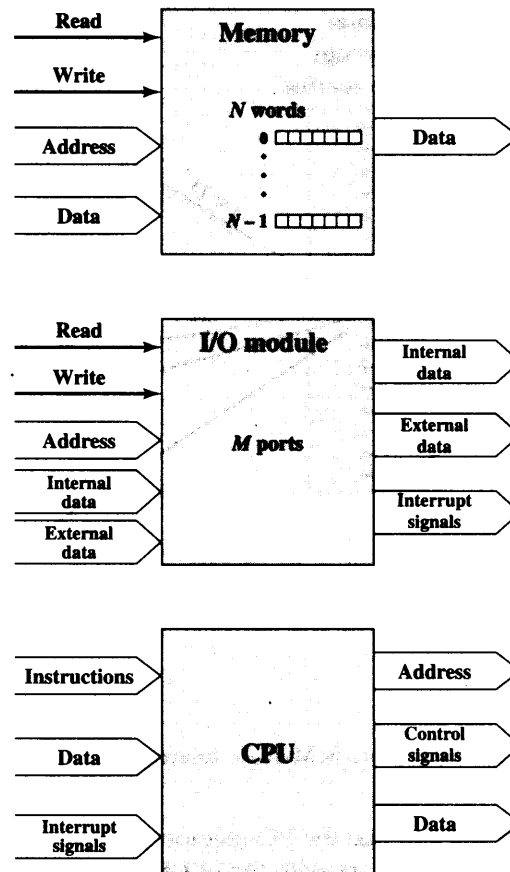 Read
Memory
Write
N words
0
Address
Data
Data
N – 1
Read
I/O module
Internal
data
Write
External
data
Address
M ports
Internal
data
Interrupt
signals
External
data
Instructions
Address
CPU
Control
signals
Data
Interrupt
signals
Data